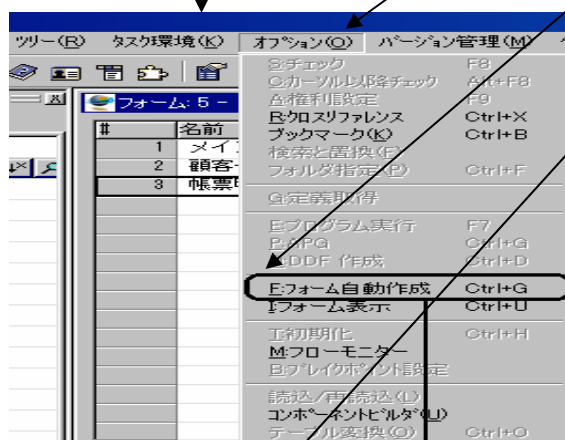 ツリー(R) タスク環境(K) オプション(O) バージョン管理(M)
フォーム: 5 -
# 名前
1 メイ
2 顧客
3 帳票
S:チェック F8
C:カーソル以降チェック Alt+F8
A:権利設定 F9
R:クロスリファレンス Ctrl+X
ブックマーク(K) Ctrl+B
検索と置換(F)
フォルダ指定(P) Ctrl+F
G:定義取得
E:プログラム実行 F7
P:APG Ctrl+G
DDF 作成 Ctrl+D
F:フォーム自動作成 Ctrl+G
I:フォーム表示 Ctrl+U
T:初期化 Ctrl+H
M:フローモニター
B:ブレイクポイント設定
読込/再読込(L)
コンポーネントビルダ(U)
テーブル変換(O) Ctrl+O